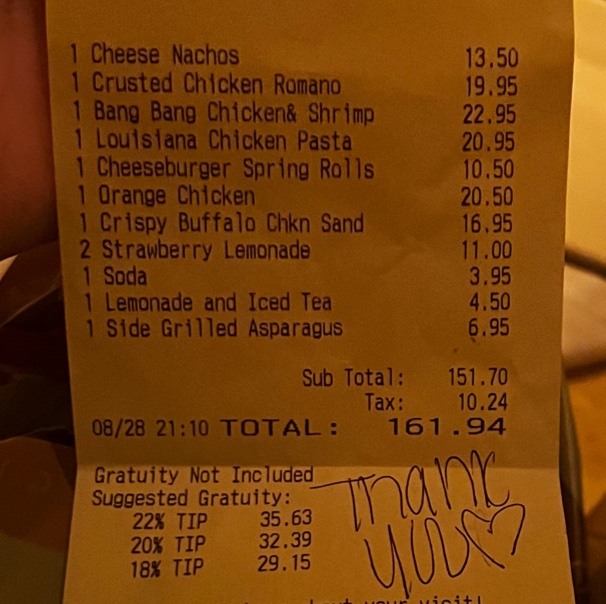 1 Cheese Nachos 13.50
1 Crusted Chicken Romano 19.95
1 Bang Bang Chicken& Shrimp 22.95
1 Louisiana Chicken Pasta 20.95
1 Cheeseburger Spring Rolls 10.50
1 Orange Chicken 20.50
1 Crispy Buffalo Chkn Sand 16.95
2 Strawberry Lemonade 11.00
1 Soda 3.95
1 Lemonade and Iced Tea 4.50
1 Side Grilled Asparagus 6.95
Sub Total: 151.70
Tax: 10.24
08/28 21:10 TOTAL: 161.94
Gratuity Not Included
Suggested Gratuity:
22% TIP 35.63
20% TIP 32.39
18% TIP 29.15
Thank
you
your visit!